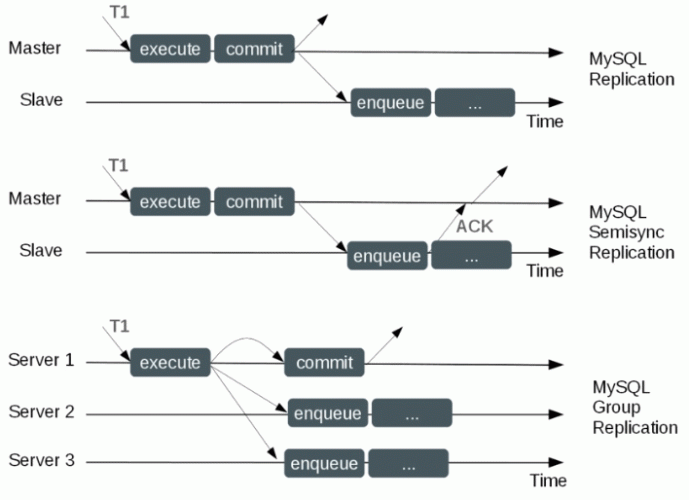 T1
Master
execute
commit
MySQL
Replication
Slave
enqueue
...
Time
T1
Master
execute
commit
MySQL
Semisync
Replication
ACK
Slave
enqueue
...
Time
T1
Server 1
execute
commit
MySQL
Group
Replication
Server 2
enqueue
...
Server 3
enqueue
...
Time